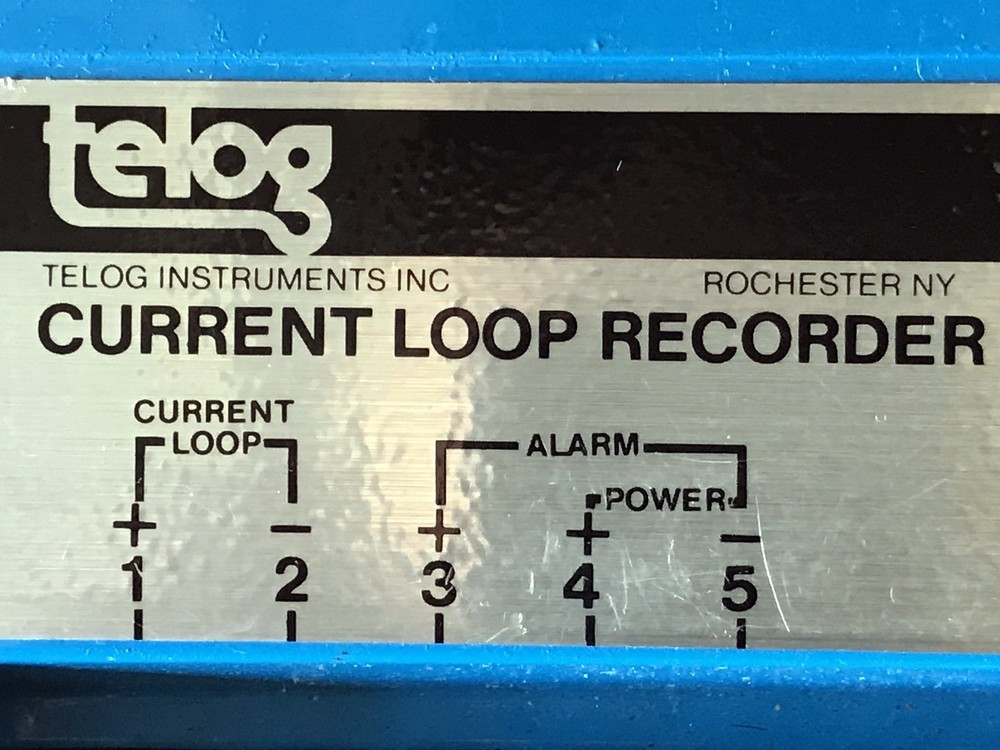 telog
TELOG INSTRUMENTS INC ROCHESTER NY
CURRENT LOOP RECORDER
CURRENT
LOOP ALARM
POWER
+ − + + −
1 2 3 4 5